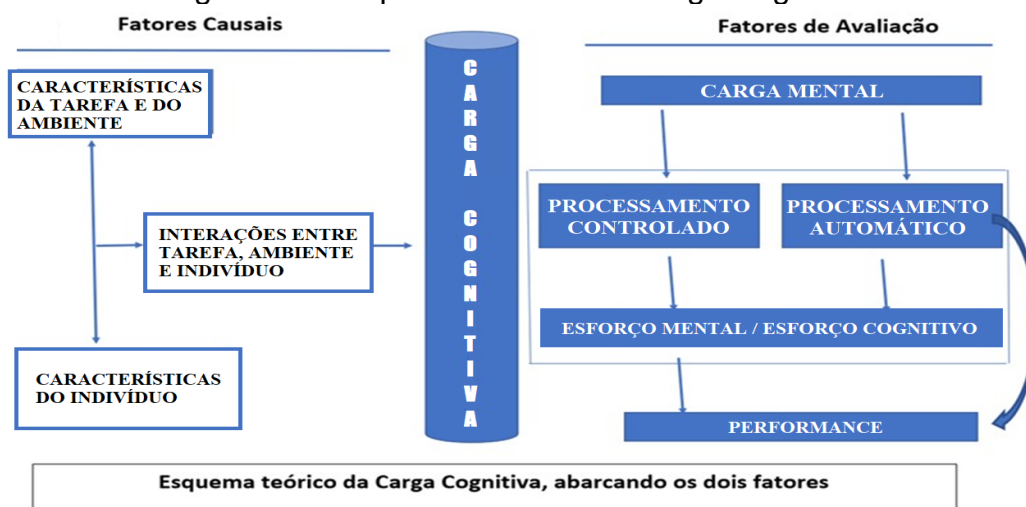 Fatores Causais
Fatores de Avaliação
CARACTERÍSTICAS
DA TAREFA E DO
AMBIENTE
INTERAÇÕES ENTRE
TAREFA, AMBIENTE
E INDIVÍDUO
CARACTERÍSTICAS
DO INDIVÍDUO
CARGA COGNITIVA
CARGA MENTAL
PROCESSAMENTO
CONTROLADO
PROCESSAMENTO
AUTOMÁTICO
ESFORÇO MENTAL / ESFORÇO COGNITIVO
PERFORMANCE
Esquema teórico da Carga Cognitiva, abarcando os dois fatores